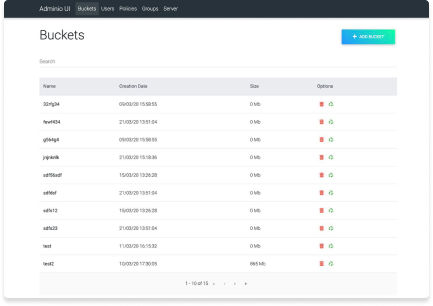 Adminio UI Buckets Users Policies Groups Server
Buckets
+ ADD BUCKET
Search
Name Creation Date Size Options
32rfg34 09/03/20 15:58:55 0 Mb
fewf434 21/03/20 13:51:04 0 Mb
g564g4 09/03/20 15:58:55 0 Mb
21/03/20 15:18:36 0 Mb
sdf56sdf 15/03/20 13:26:28 0 Mb
sdfdsf 21/03/20 13:51:04 0 Mb
sdfs12 15/03/20 13:26:28 0 Mb
sdfs23 21/03/20 13:51:04 0 Mb
test 11/03/20 16:15:32 0 Mb
test2 10/03/20 17:30:05 865 Mb
1 - 10 of 15 « ‹ › »